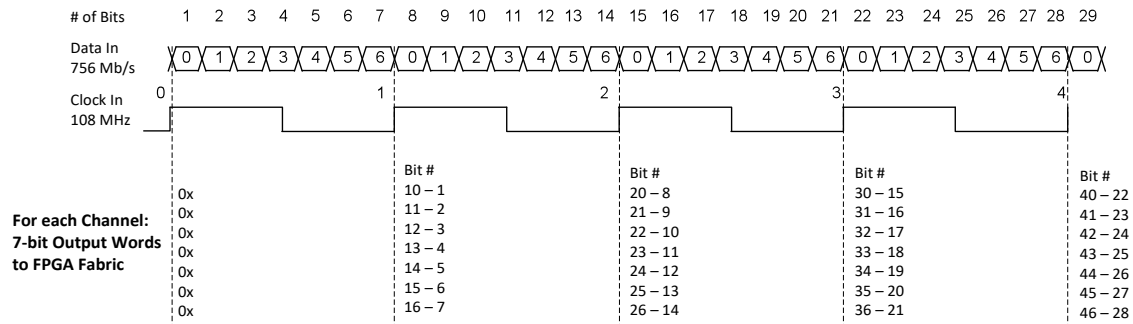 # of Bits 1 2 3 4 5 6 7 8 9 10 11 12 13 14 15 16 17 18 19 20 21 22 23 24 25 26 27 28 29
Data In
756 Mb/s
0 1 2 3 4 5 6 0 1 2 3 4 5 6 0 1 2 3 4 5 6 0 1 2 3 4 5 6 0
0 1 2 3 4
Clock In
108 MHz
For each Channel:
7-bit Output Words
to FPGA Fabric
0x
0x
0x
0x
0x
0x
0x
Bit #
10 – 1
11 – 2
12 – 3
13 – 4
14 – 5
15 – 6
16 – 7
Bit #
20 – 8
21 – 9
22 – 10
23 – 11
24 – 12
25 – 13
26 – 14
Bit #
30 – 15
31 – 16
32 – 17
33 – 18
34 – 19
35 – 20
36 – 21
Bit #
40 – 22
41 – 23
42 – 24
43 – 25
44 – 26
45 – 27
46 – 28